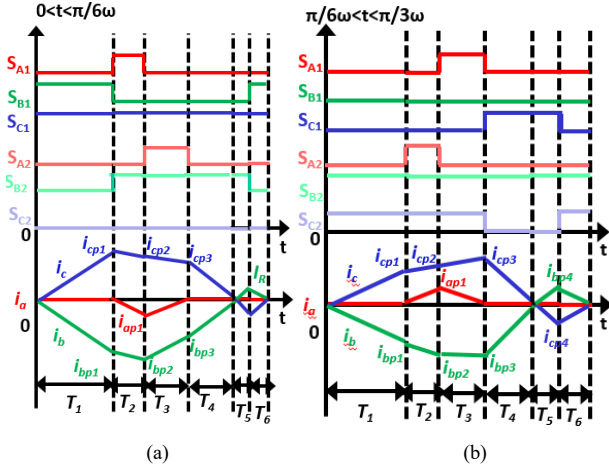 0<t<π/6ω
S_A1
S_B1
S_C1
S_A2
S_B2
S_C2
0
t
i_cp1
i_cp2
i_cp3
i_c
I_R
i_a
t
0
i_ap1
i_b
i_bp1
i_bp2
i_bp3
T_1
T_2
T_3
T_4
T_5
T_6
(a)
π/6ω<t<π/3ω
S_A1
S_B1
S_C1
S_A2
S_B2
S_C2
0
t
i_cp1
i_cp2
i_cp3
i_c
i_ap1
i_bp4
i_a
t
0
i_b
i_bp1
i_bp2
i_bp3
i_cp4
T_1
T_2
T_3
T_4
T_5
T_6
(b)